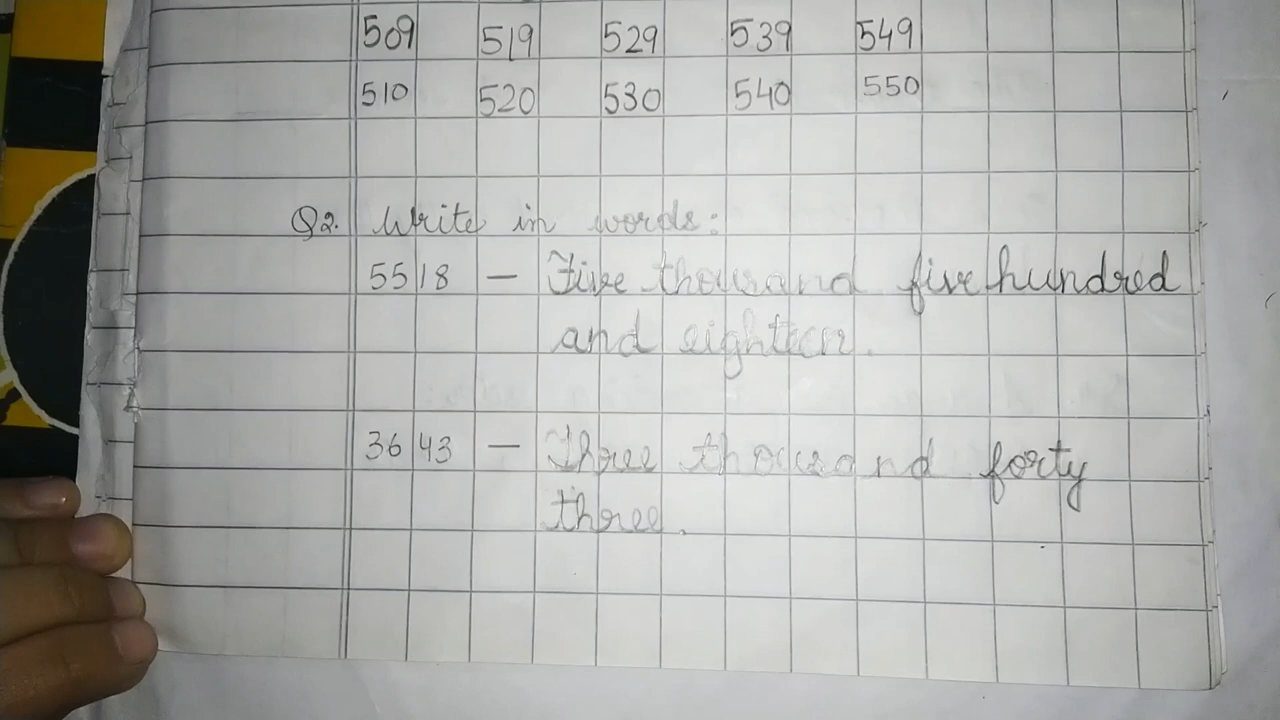 509 519 529 539 549
510 520 530 540 550
Q2. Write in words:
5518 — Five thousand five hundred
and eighteen.
3643 — Three thousand forty
three.